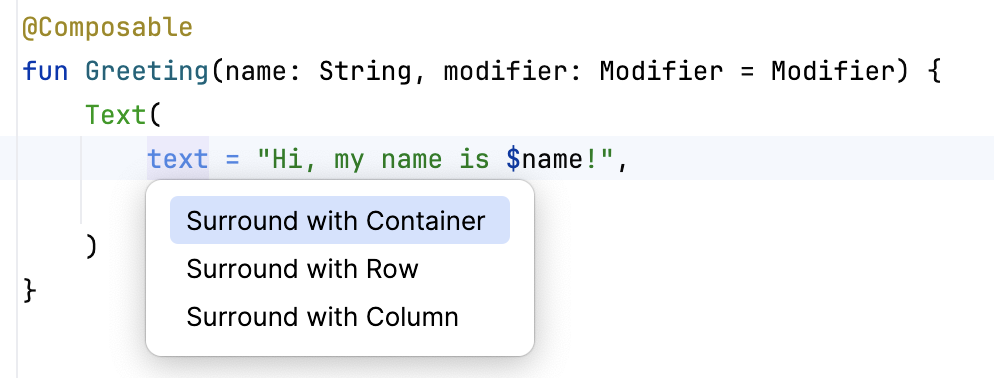 @Composable
fun Greeting(name: String, modifier: Modifier = Modifier) {
Text(
text = "Hi, my name is $name!",
Surround with Container
)
Surround with Row
}
Surround with Column